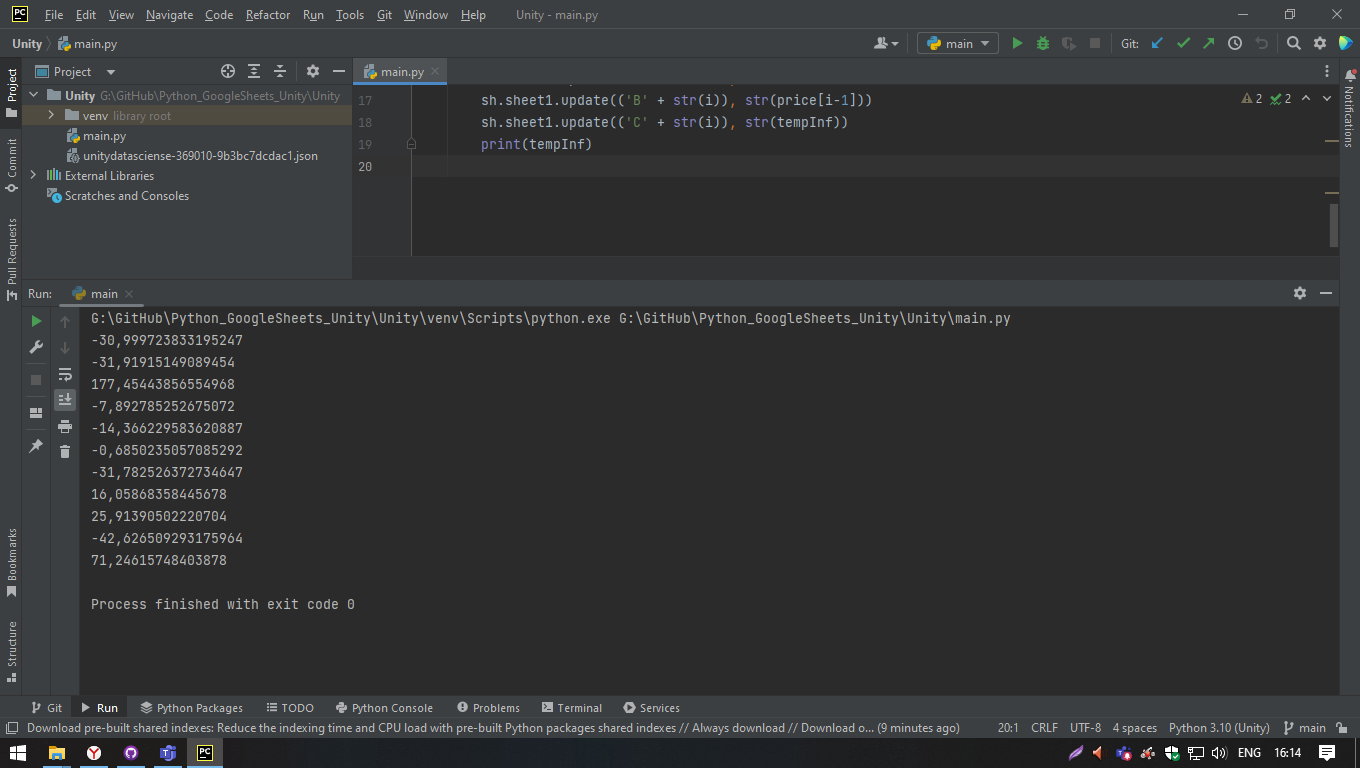 PC File Edit View Navigate Code Refactor Run Tools Git Window Help Unity - main.py
Unity main.py main Git:
Project main.py
Project
Unity G:\GitHub\Python_GoogleSheets_Unity\Unity
venv library root
main.py
unitydatasciense-369010-9b3bc7dcdac1.json
External Libraries
Scratches and Consoles
Commit
Pull Requests
17 sh.sheet1.update(('B' + str(i)), str(price[i-1]))
18 sh.sheet1.update(('C' + str(i)), str(tempInf))
19 print(tempInf)
20
2 2
Notifications
Run: main
G:\GitHub\Python_GoogleSheets_Unity\Unity\venv\Scripts\python.exe G:\GitHub\Python_GoogleSheets_Unity\Unity\main.py
-30,999723833195247
-31,91915149089454
177,45443856554968
-7,892785252675072
-14,366229583620887
-0,6850235057085292
-31,782526372734647
16,05868358445678
25,91390502220704
-42,626509293175964
71,24615748403878
Process finished with exit code 0
Bookmarks
Structure
Git Run Python Packages TODO Python Console Problems Terminal Services
Download pre-built shared indexes: Reduce the indexing time and CPU load with pre-built Python packages shared indexes // Always download // Download o... (9 minutes ago) 20:1 CRLF UTF-8 4 spaces Python 3.10 (Unity) main
PC ENG 16:14